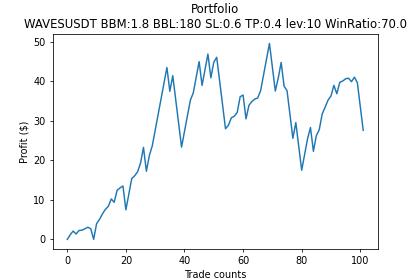 Portfolio
WAVESUSDT BBM:1.8 BBL:180 SL:0.6 TP:0.4 lev:10 WinRatio:70.0
50
40
30
20
10
0
Profit ($)
0 20 40 60 80 100
Trade counts